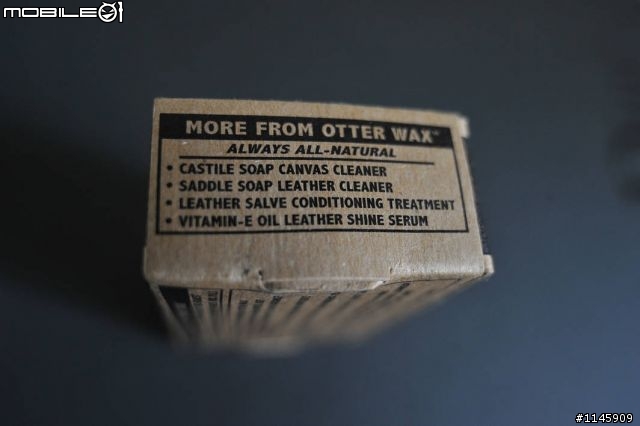 MOBILE01
MORE FROM OTTER WAX™
ALWAYS ALL-NATURAL
• CASTILE SOAP CANVAS CLEANER
• SADDLE SOAP LEATHER CLEANER
• LEATHER SALVE CONDITIONING TREATMENT
• VITAMIN-E OIL LEATHER SHINE SERUM
#1145909